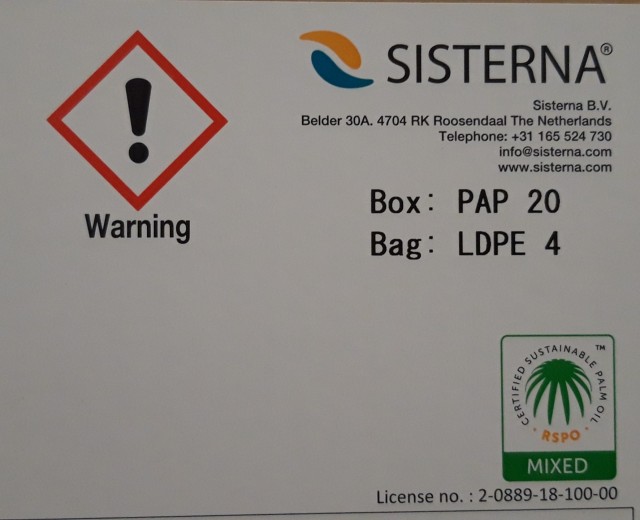 SISTERNA®
Sisterna B.V.
Belder 30A. 4704 RK Roosendaal The Netherlands
Telephone: +31 165 524 730
info@sisterna.com
www.sisterna.com
Warning
Box: PAP 20
Bag: LDPE 4
CERTIFIED SUSTAINABLE PALM OIL ™
RSPO
MIXED
License no. : 2-0889-18-100-00